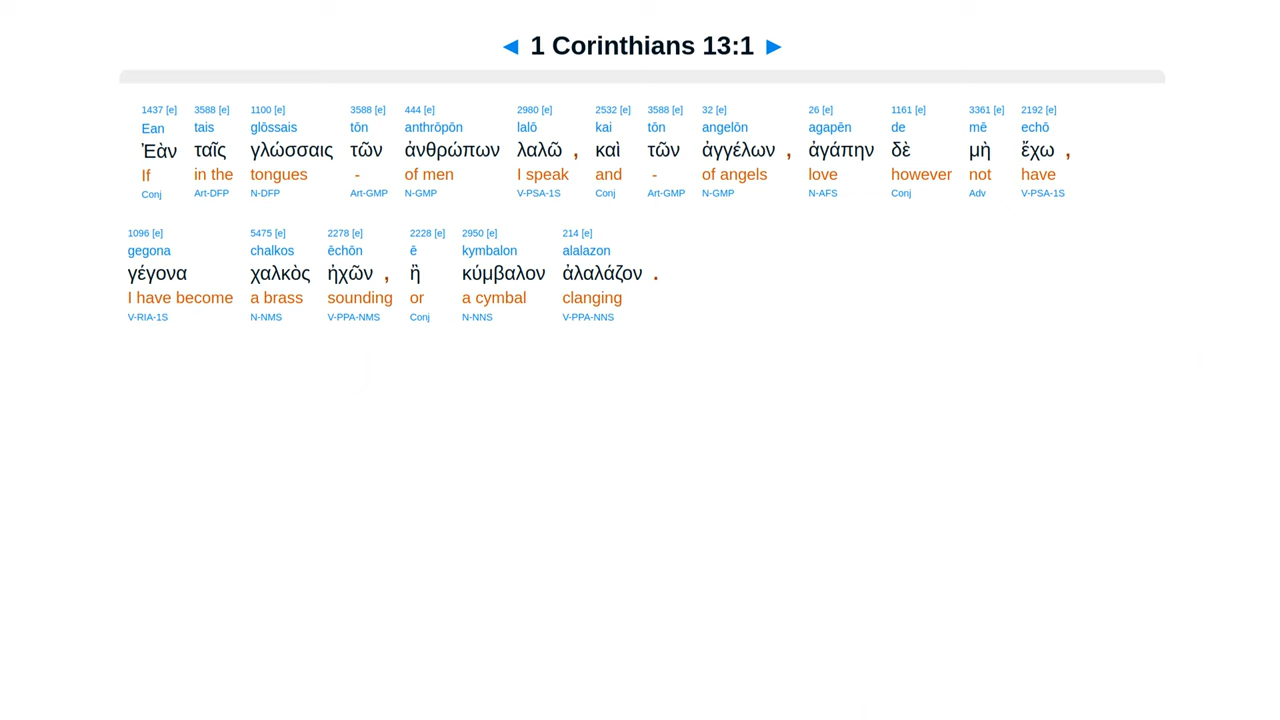 ◄ 1 Corinthians 13:1 ►
1437 [e] 3588 [e] 1100 [e] 3588 [e] 444 [e] 2980 [e] 2532 [e] 3588 [e] 32 [e] 26 [e] 1161 [e] 3361 [e] 2192 [e]
Ean tais glōssais tōn anthrōpōn lalō kai tōn angelōn agapēn de mē echō
Ἐὰν ταῖς γλώσσαις τῶν ἀνθρώπων λαλῶ , καὶ τῶν ἀγγέλων , ἀγάπην δὲ μὴ ἔχω ,
If in the tongues - of men I speak and - of angels love however not have
Conj Art-DFP N-DFP Art-GMP N-GMP V-PSA-1S Conj Art-GMP N-GMP N-AFS Conj Adv V-PSA-1S
1096 [e] 5475 [e] 2278 [e] 2228 [e] 2950 [e] 214 [e]
gegona chalkos ēchōn ē kymbalon alalazon
γέγονα χαλκὸς ἠχῶν , ἢ κύμβαλον ἀλαλάζον .
I have become a brass sounding or a cymbal clanging
V-RIA-1S N-NMS V-PPA-NMS Conj N-NNS V-PPA-NNS